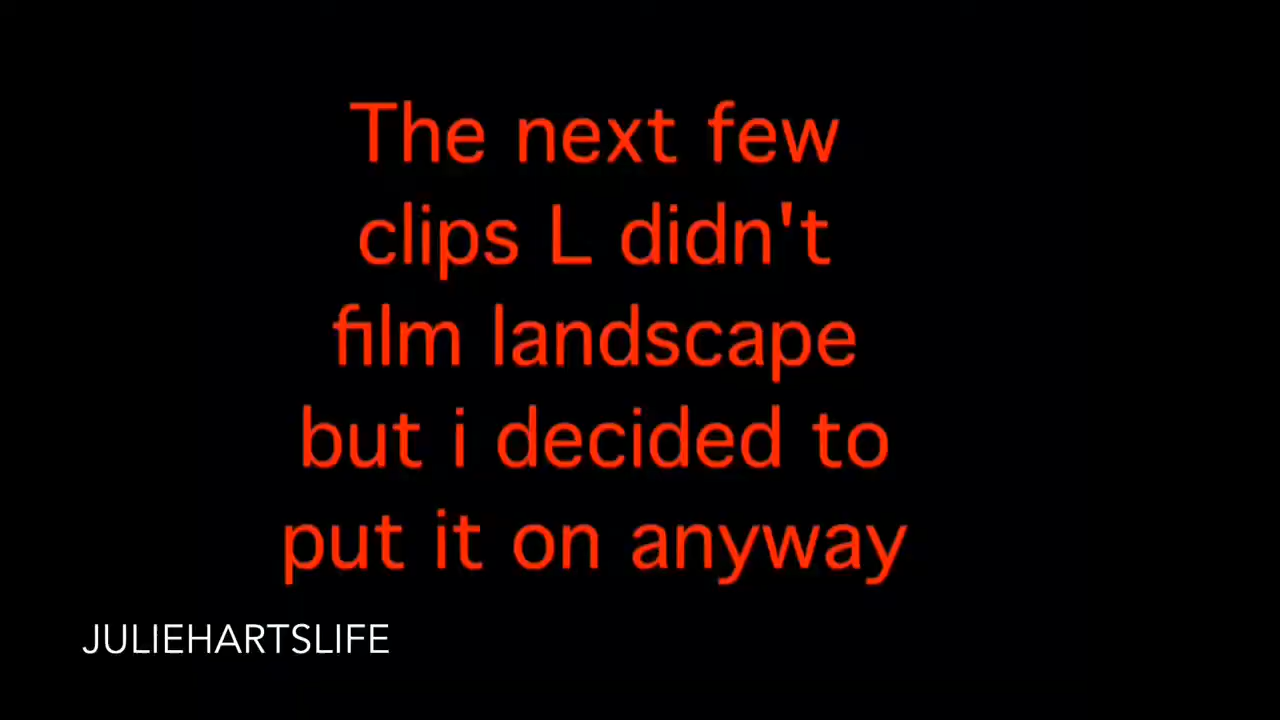 The next few
clips L didn't
film landscape
but i decided to
put it on anyway
JULIEHARTSLIFE